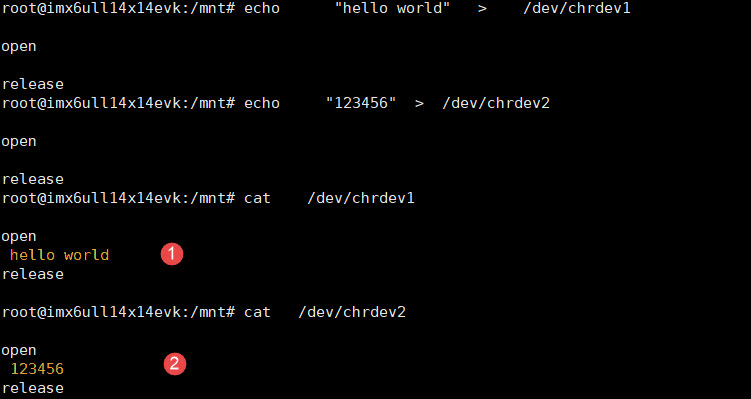 root@imx6ull14x14evk:/mnt# echo      "hello world"   >    /dev/chrdev1
open
release
root@imx6ull14x14evk:/mnt# echo     "123456"  >  /dev/chrdev2
open
release
root@imx6ull14x14evk:/mnt# cat    /dev/chrdev1
open
hello world 1
release
root@imx6ull14x14evk:/mnt# cat   /dev/chrdev2
open
123456 2
release